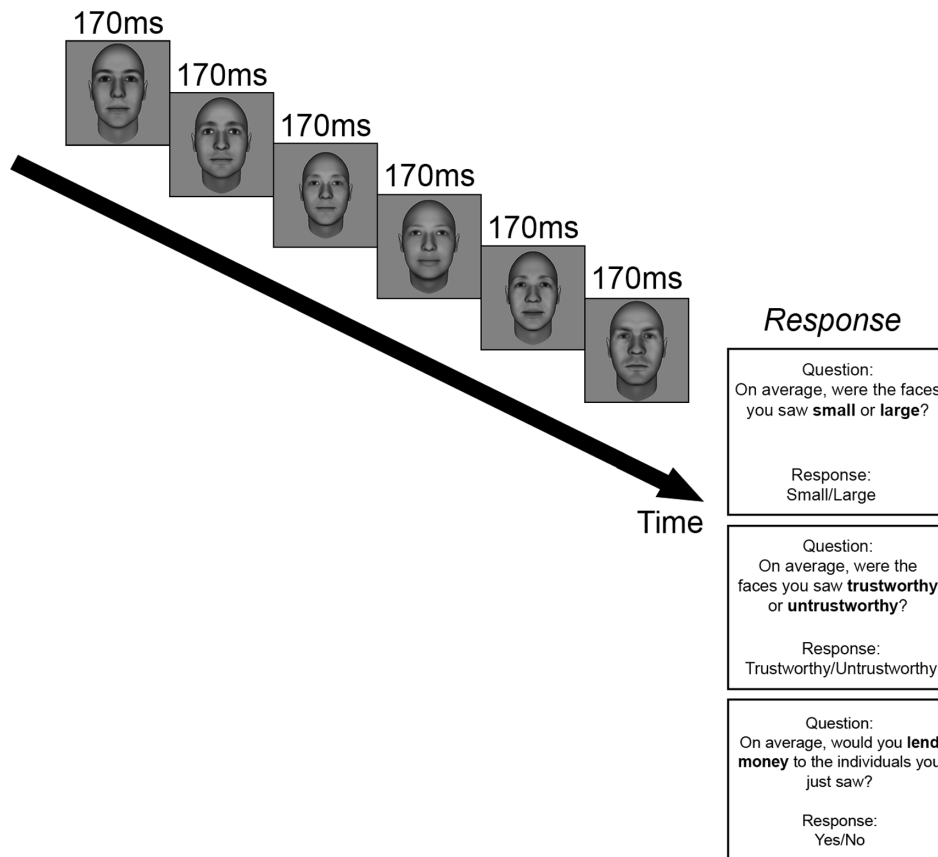 170ms
170ms
170ms
170ms
170ms
170ms
Time
Response
Question:
On average, were the faces
you saw small or large?
Response:
Small/Large
Question:
On average, were the
faces you saw trustworthy
or untrustworthy?
Response:
Trustworthy/Untrustworthy
Question:
On average, would you lend
money to the individuals you
just saw?
Response:
Yes/No